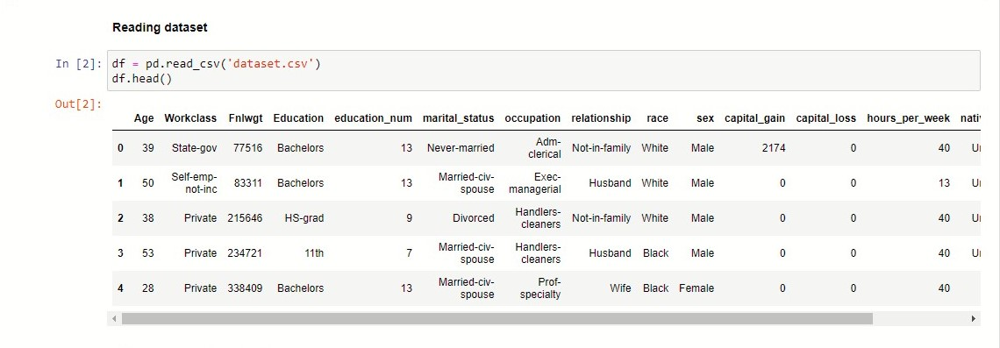 Reading dataset
In [2]: df = pd.read_csv('dataset.csv')
df.head()
Out[2]:
Age Workclass Fnlwgt Education education_num marital_status occupation relationship race sex capital_gain capital_loss hours_per_week
0 39 State-gov 77516 Bachelors 13 Never-married Adm-clerical Not-in-family White Male 2174 0 40
1 50 Self-emp-not-inc 83311 Bachelors 13 Married-civ-spouse Exec-managerial Husband White Male 0 0 13
2 38 Private 215646 HS-grad 9 Divorced Handlers-cleaners Not-in-family White Male 0 0 40
3 53 Private 234721 11th 7 Married-civ-spouse Handlers-cleaners Husband Black Male 0 0 40
4 28 Private 338409 Bachelors 13 Married-civ-spouse Prof-specialty Wife Black Female 0 0 40